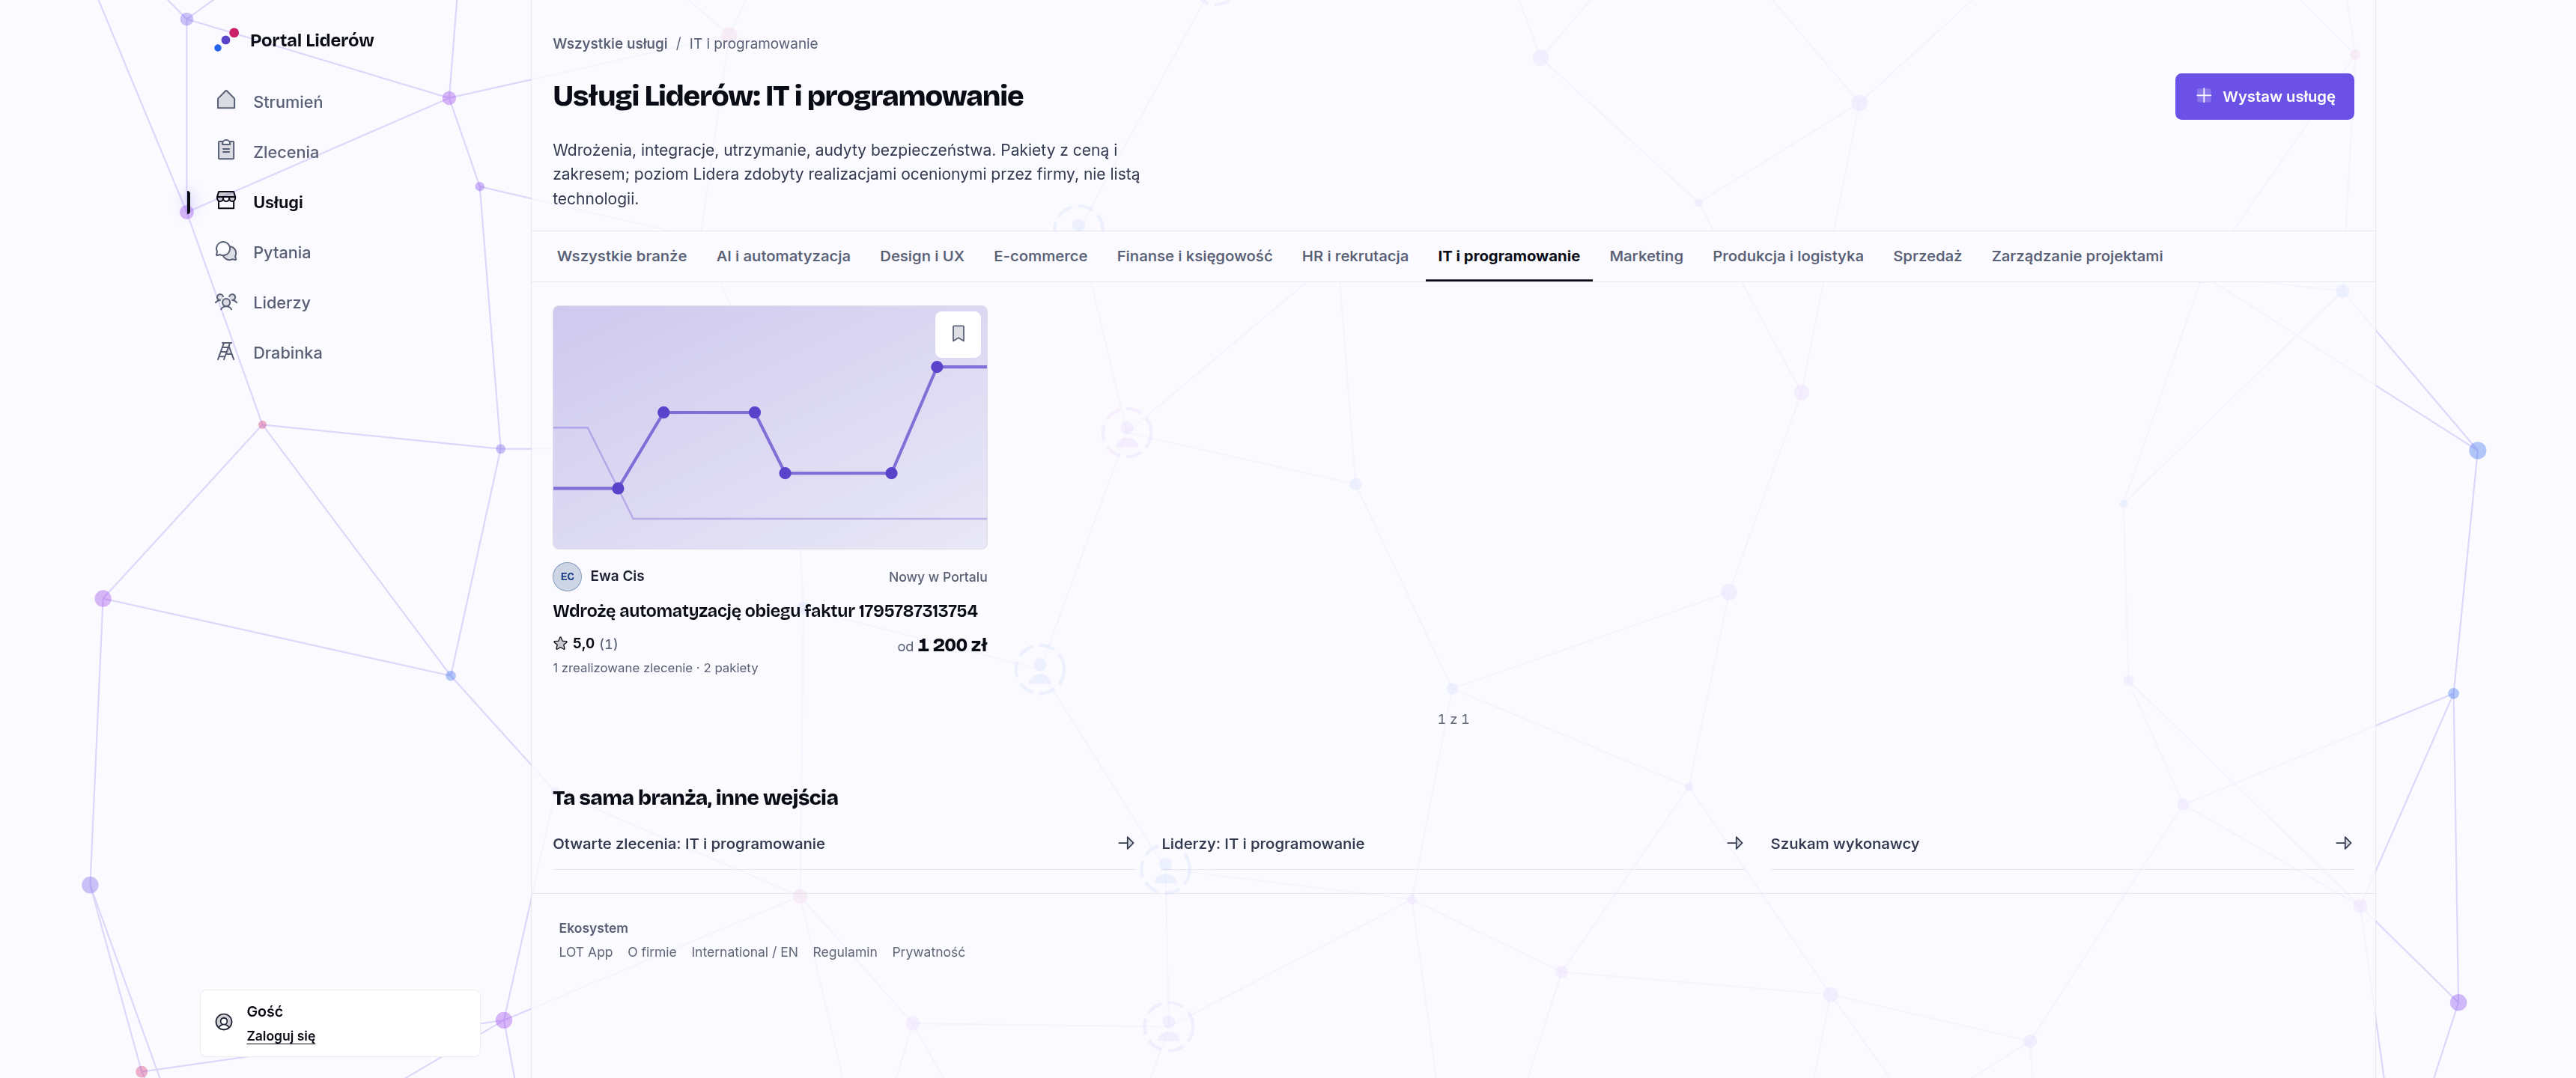 Portal Liderów
Strumień
Zlecenia
Usługi
Pytania
Liderzy
Drabinka
Gość
Zaloguj się
Wszystkie usługi / IT i programowanie
Usługi Liderów: IT i programowanie
Wystaw usługę
Wdrożenia, integracje, utrzymanie, audyty bezpieczeństwa. Pakiety z ceną i
zakresem; poziom Lidera zdobyty realizacjami ocenionymi przez firmy, nie listą
technologii.
Wszystkie branże AI i automatyzacja Design i UX E-commerce Finanse i księgowość HR i rekrutacja IT i programowanie Marketing Produkcja i logistyka Sprzedaż Zarządzanie projektami
EC Ewa Cis Nowy w Portalu
Wdrożę automatyzację obiegu faktur 1795787313754
5,0 (1) od 1 200 zł
1 zrealizowane zlecenie · 2 pakiety
1 z 1
Ta sama branża, inne wejścia
Otwarte zlecenia: IT i programowanie Liderzy: IT i programowanie Szukam wykonawcy
Ekosystem
LOT App O firmie International / EN Regulamin Prywatność